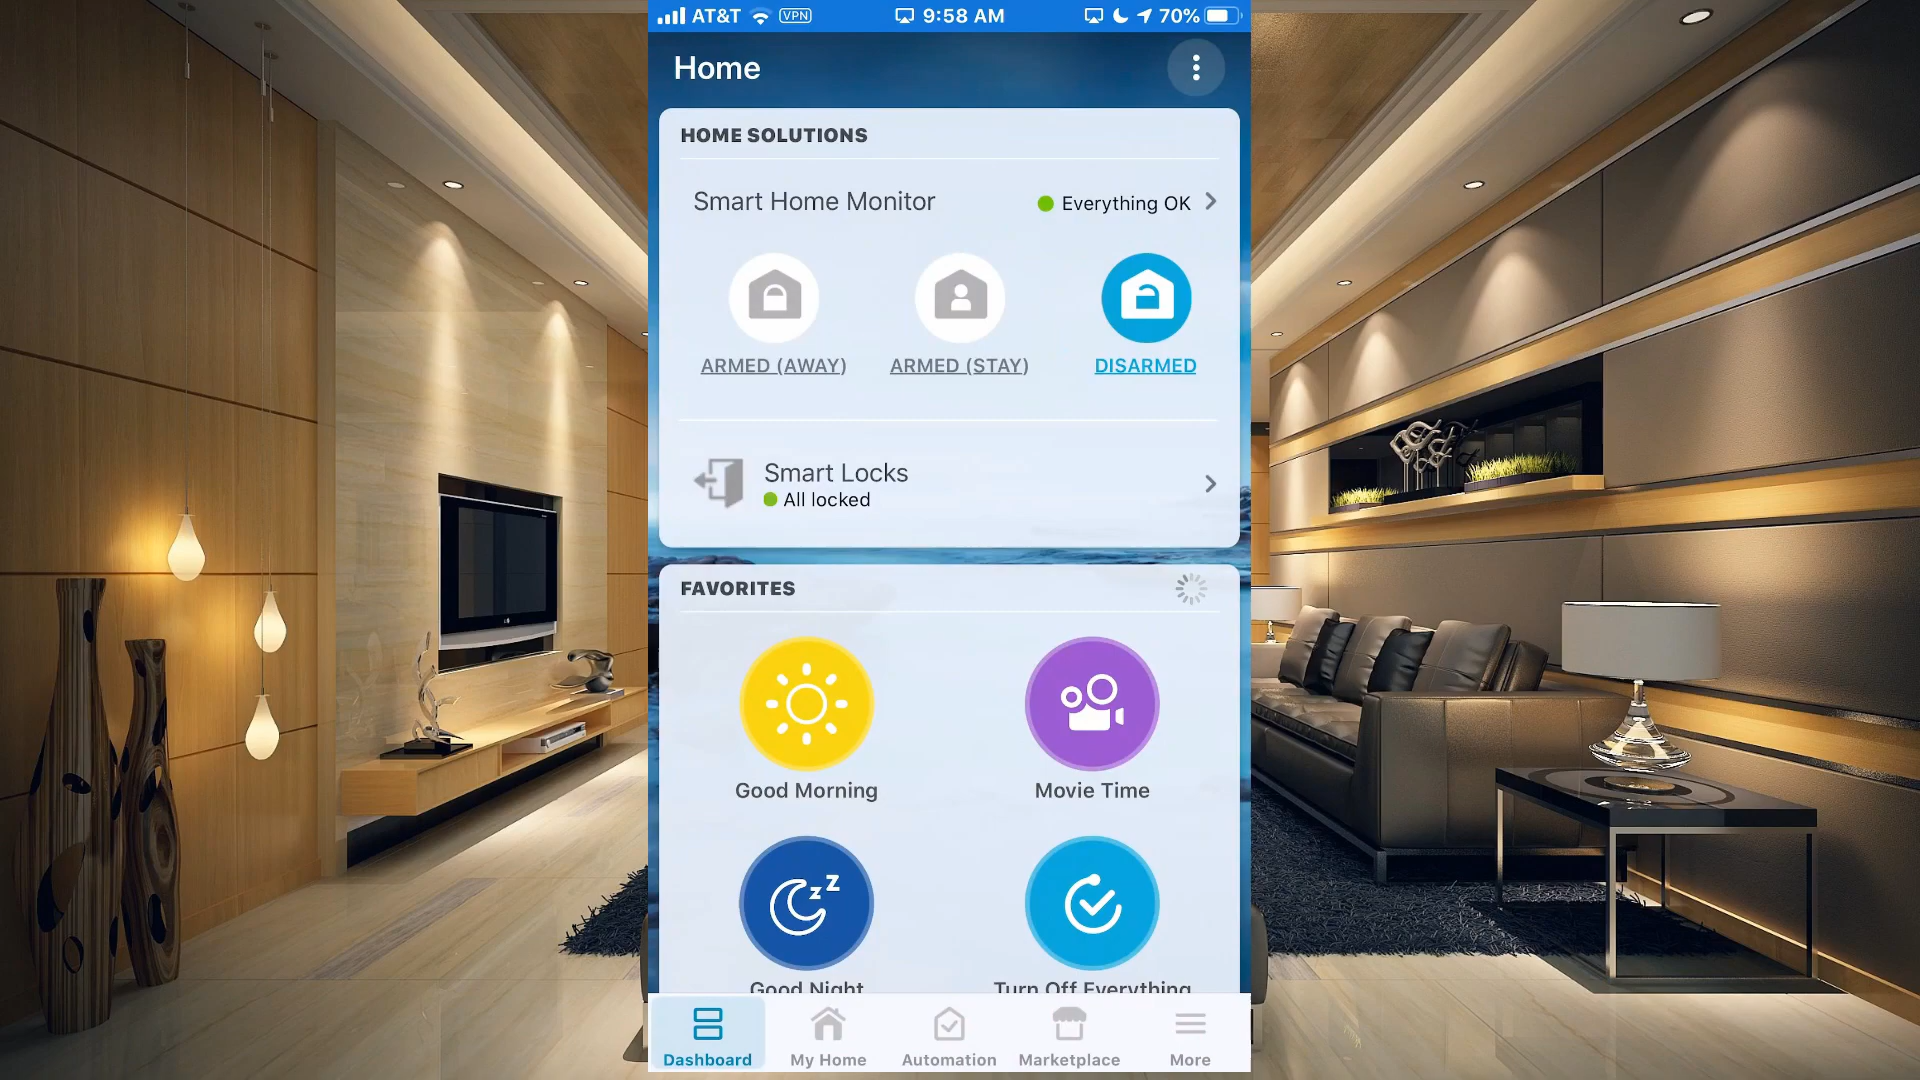 AT&T VPN 9:58 AM 70%
Home
HOME SOLUTIONS
Smart Home Monitor Everything OK
ARMED (AWAY) ARMED (STAY) DISARMED
Smart Locks
All locked
FAVORITES
Good Morning Movie Time
Good Night Turn Off Everything
Dashboard My Home Automation Marketplace More